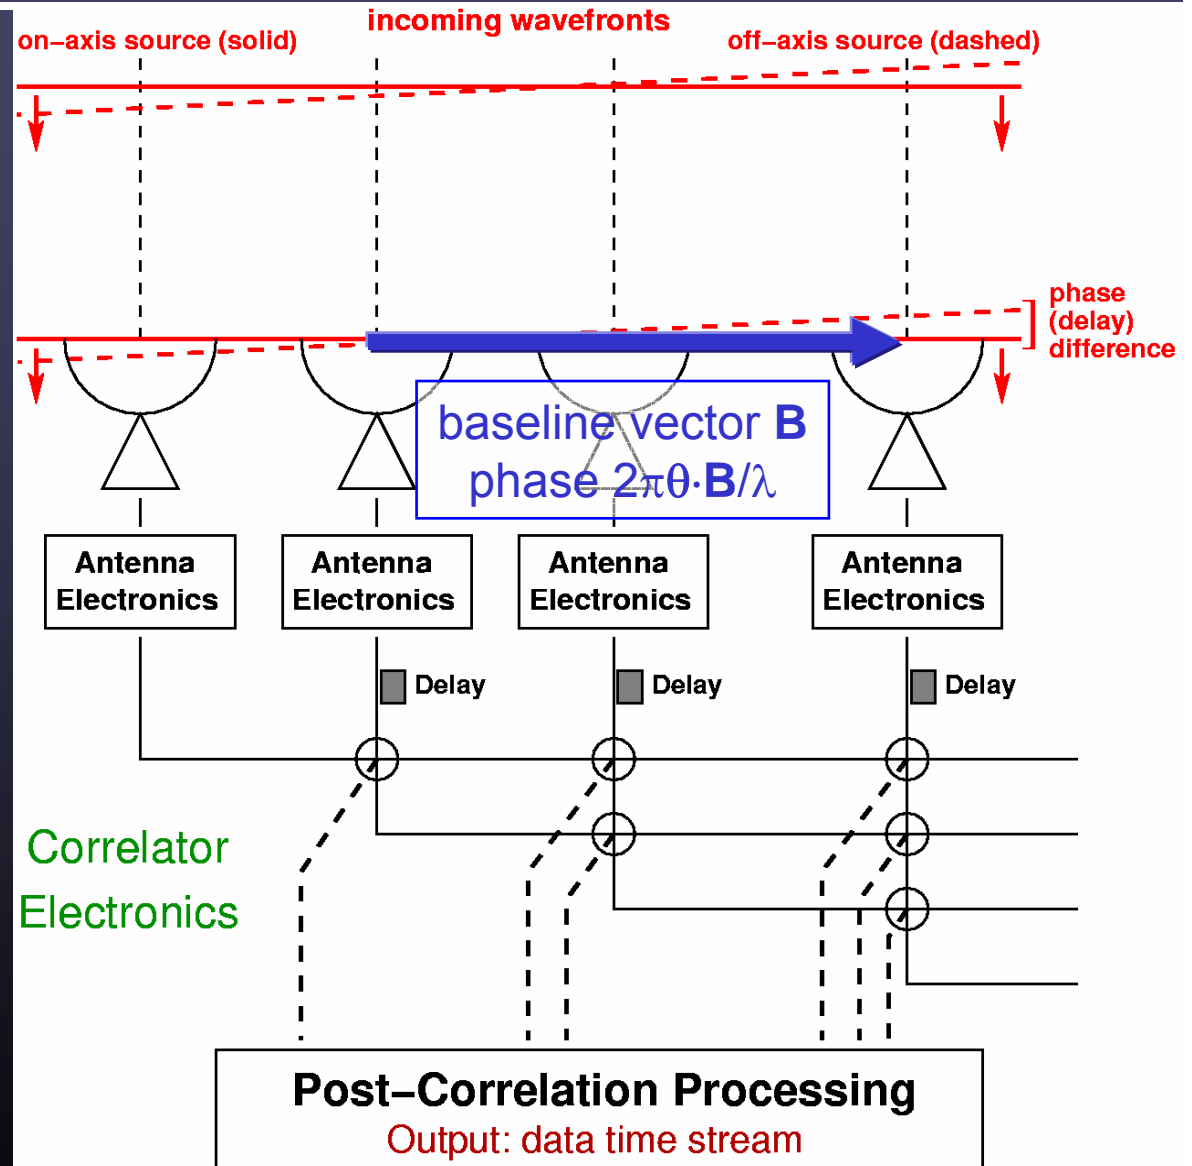 incoming wavefronts
on−axis source (solid)
off−axis source (dashed)
phase
(delay)
difference
baseline vector B
phase 2πθ·B/λ
Antenna
Electronics
Antenna
Electronics
Antenna
Electronics
Antenna
Electronics
Delay
Delay
Delay
Correlator
Electronics
Post−Correlation Processing
Output: data time stream